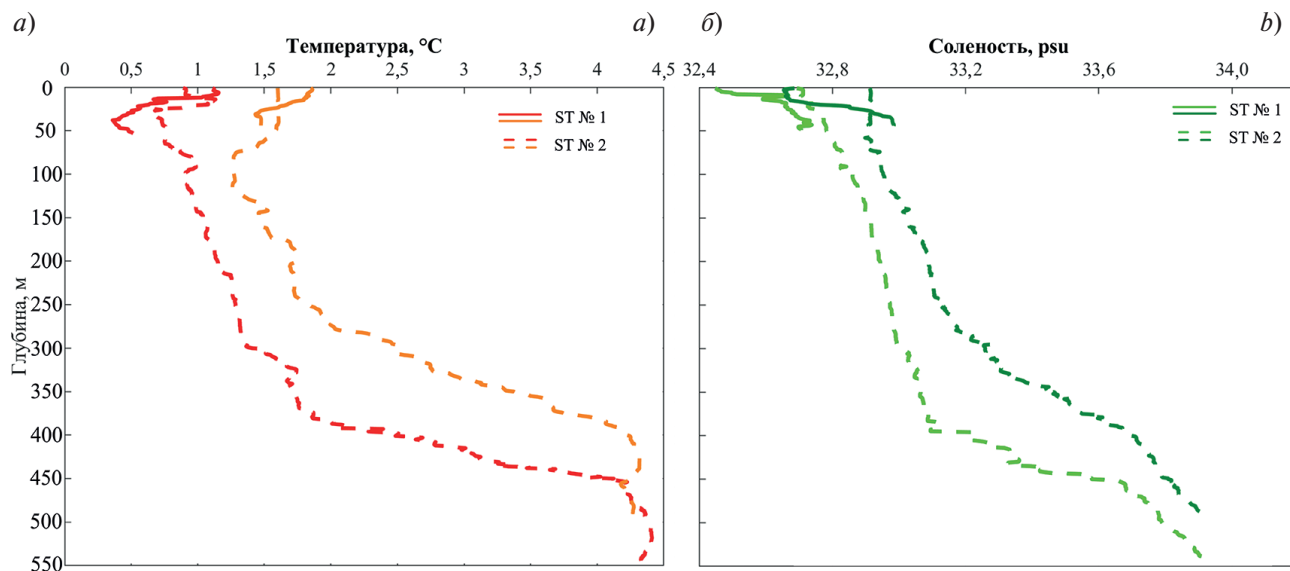 а) a) б) b)
Температура, °С Соленость, psu
0 0,5 1 1,5 2 2,5 3 3,5 4 4,5 32,4 32,8 33,2 33,6 34,0
0
50
100
150
200
250
300
350
400
450
500
550
Глубина, м
ST № 1
ST № 2
ST № 1
ST № 2